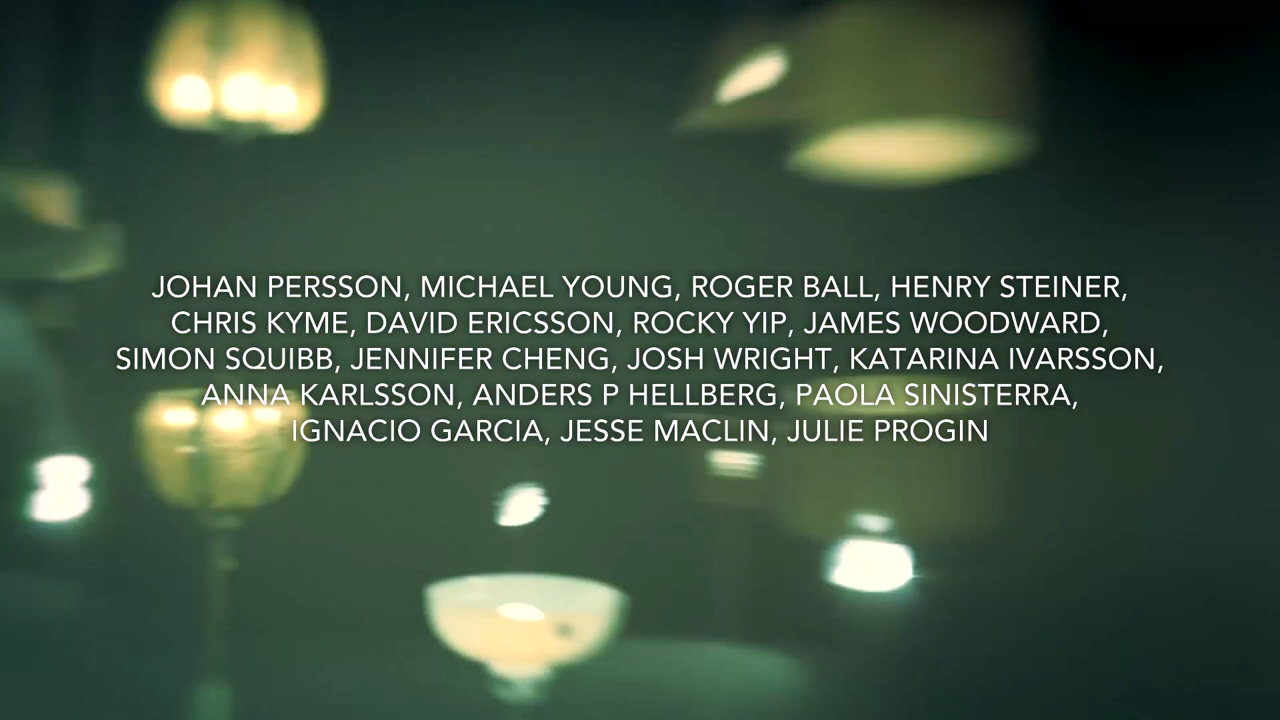 JOHAN PERSSON, MICHAEL YOUNG, ROGER BALL, HENRY STEINER,
CHRIS KYME, DAVID ERICSSON, ROCKY YIP, JAMES WOODWARD,
SIMON SQUIBB, JENNIFER CHENG, JOSH WRIGHT, KATARINA IVARSSON,
ANNA KARLSSON, ANDERS P HELLBERG, PAOLA SINISTERRA,
IGNACIO GARCIA, JESSE MACLIN, JULIE PROGIN